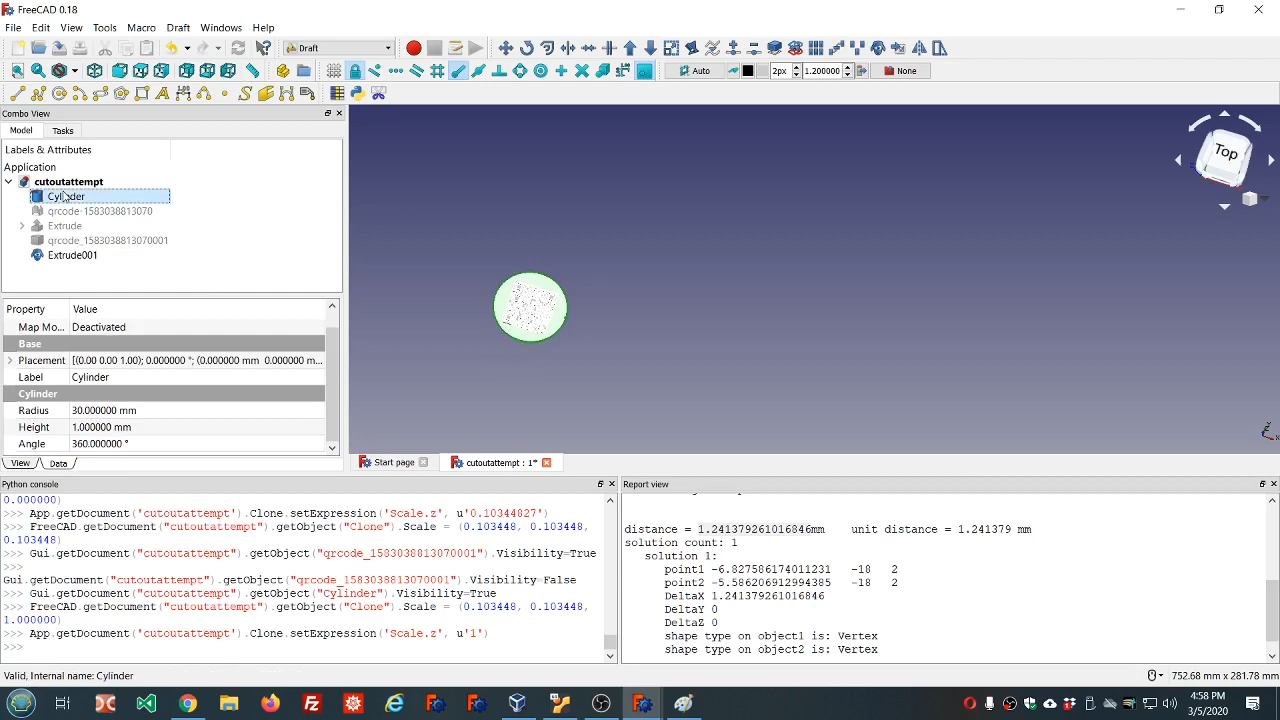 FreeCAD 0.18
File Edit View Tools Macro Draft Windows Help
Draft
Auto
2px
1.200000
None
Combo View
Model Tasks
Labels & Attributes
Application
cutoutattempt
Cylinder
qrcode-1583038813070
Extrude
qrcode_1583038813070001
Extrude001
Top
Property Value
Map Mo... Deactivated
Base
Placement [(0.00 0.00 1.00); 0.000000 °; (0.000000 mm 0.000000 m...
Label Cylinder
Cylinder
Radius 30.000000 mm
Height 1.000000 mm
Angle 360.000000 °
View Data
Start page
cutoutattempt : 1*
Python console
0.000000)
>>> App.getDocument('cutoutattempt').Clone.setExpression('Scale.z', u'0.10344827')
>>> FreeCAD.getDocument("cutoutattempt").getObject("Clone").Scale = (0.103448, 0.103448,
0.103448)
>>> Gui.getDocument("cutoutattempt").getObject("qrcode_1583038813070001").Visibility=True
>>>
Gui.getDocument("cutoutattempt").getObject("qrcode_1583038813070001").Visibility=False
>>> Gui.getDocument("cutoutattempt").getObject("Cylinder").Visibility=True
>>> FreeCAD.getDocument("cutoutattempt").getObject("Clone").Scale = (0.103448, 0.103448,
1.000000)
>>> App.getDocument('cutoutattempt').Clone.setExpression('Scale.z', u'1')
>>>
Report view
distance = 1.241379261016846mm unit distance = 1.241379 mm
solution count: 1
solution 1:
point1 -6.827586174011231 -18 2
point2 -5.586206912994385 -18 2
DeltaX 1.241379261016846
DeltaY 0
DeltaZ 0
shape type on object1 is: Vertex
shape type on object2 is: Vertex
Valid, Internal name: Cylinder
752.68 mm x 281.78 mm
4:58 PM
3/5/2020